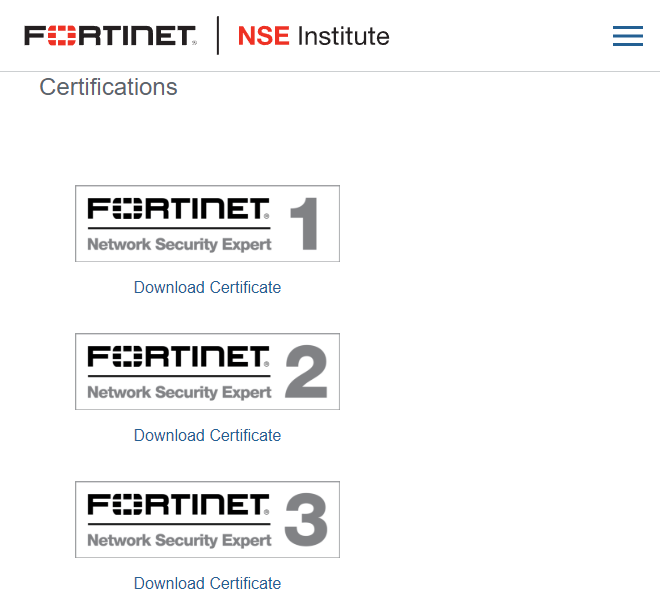 FORTINET® NSE Institute
Certifications
FORTINET® 1
Network Security Expert
Download Certificate
FORTINET® 2
Network Security Expert
Download Certificate
FORTINET® 3
Network Security Expert
Download Certificate